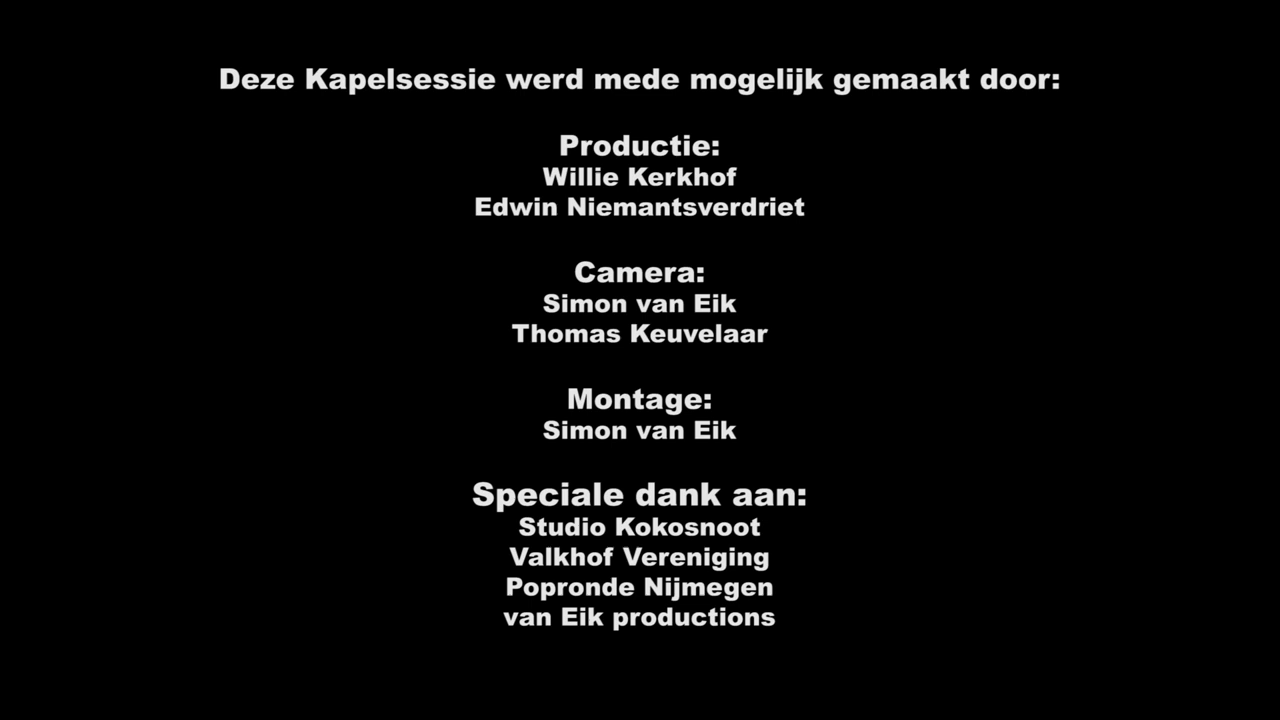 Deze Kapelsessie werd mede mogelijk gemaakt door:
Productie:
Willie Kerkhof
Edwin Niemantsverdriet
Camera:
Simon van Eik
Thomas Keuvelaar
Montage:
Simon van Eik
Speciale dank aan:
Studio Kokosnoot
Valkhof Vereniging
Popronde Nijmegen
van Eik productions